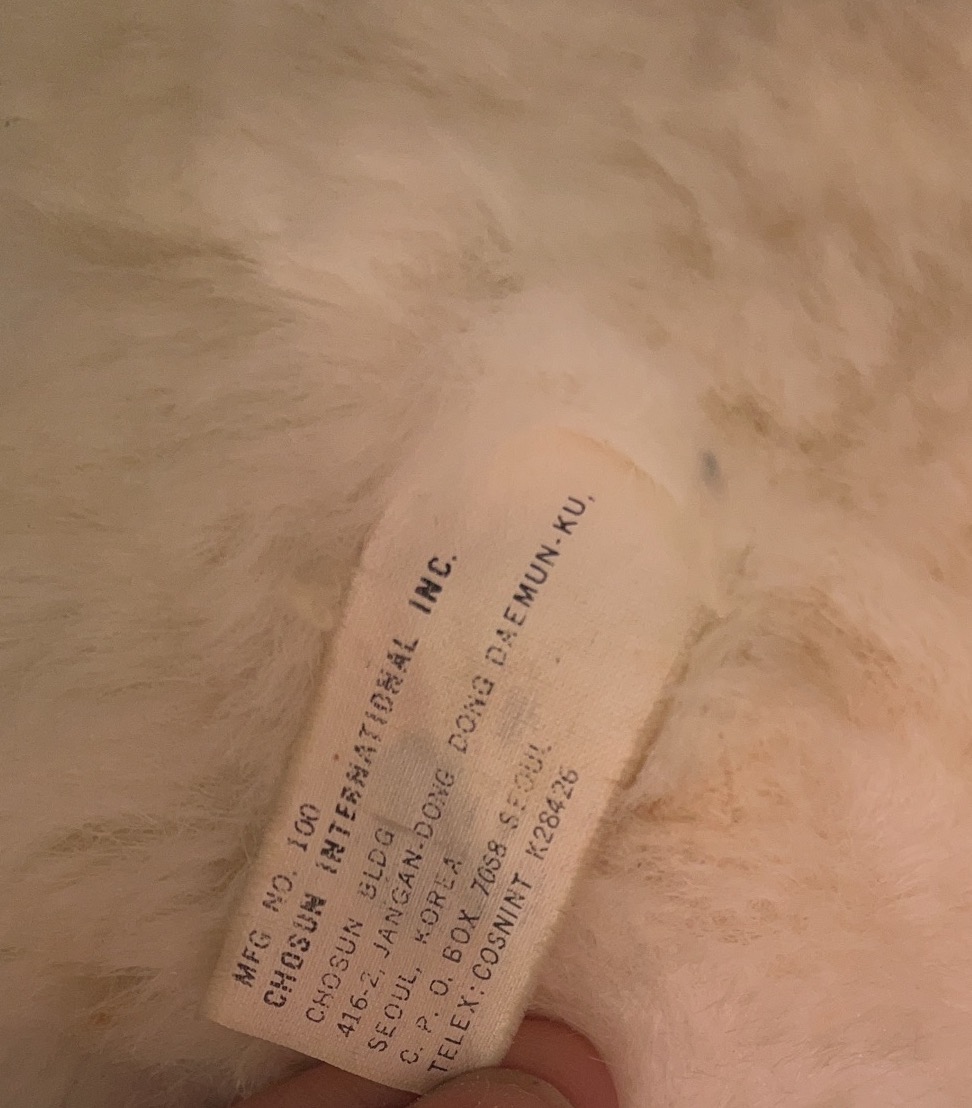 MFG NO. 100
CHOSUN INTERNATIONAL INC.
CHOSUN BLDG
416-2, JANGAN-DONG DONG DAEMUN-KU,
SEOUL, KOREA
C. P. O. BOX 7068 SEOUL
TELEX: COSNINT K28426